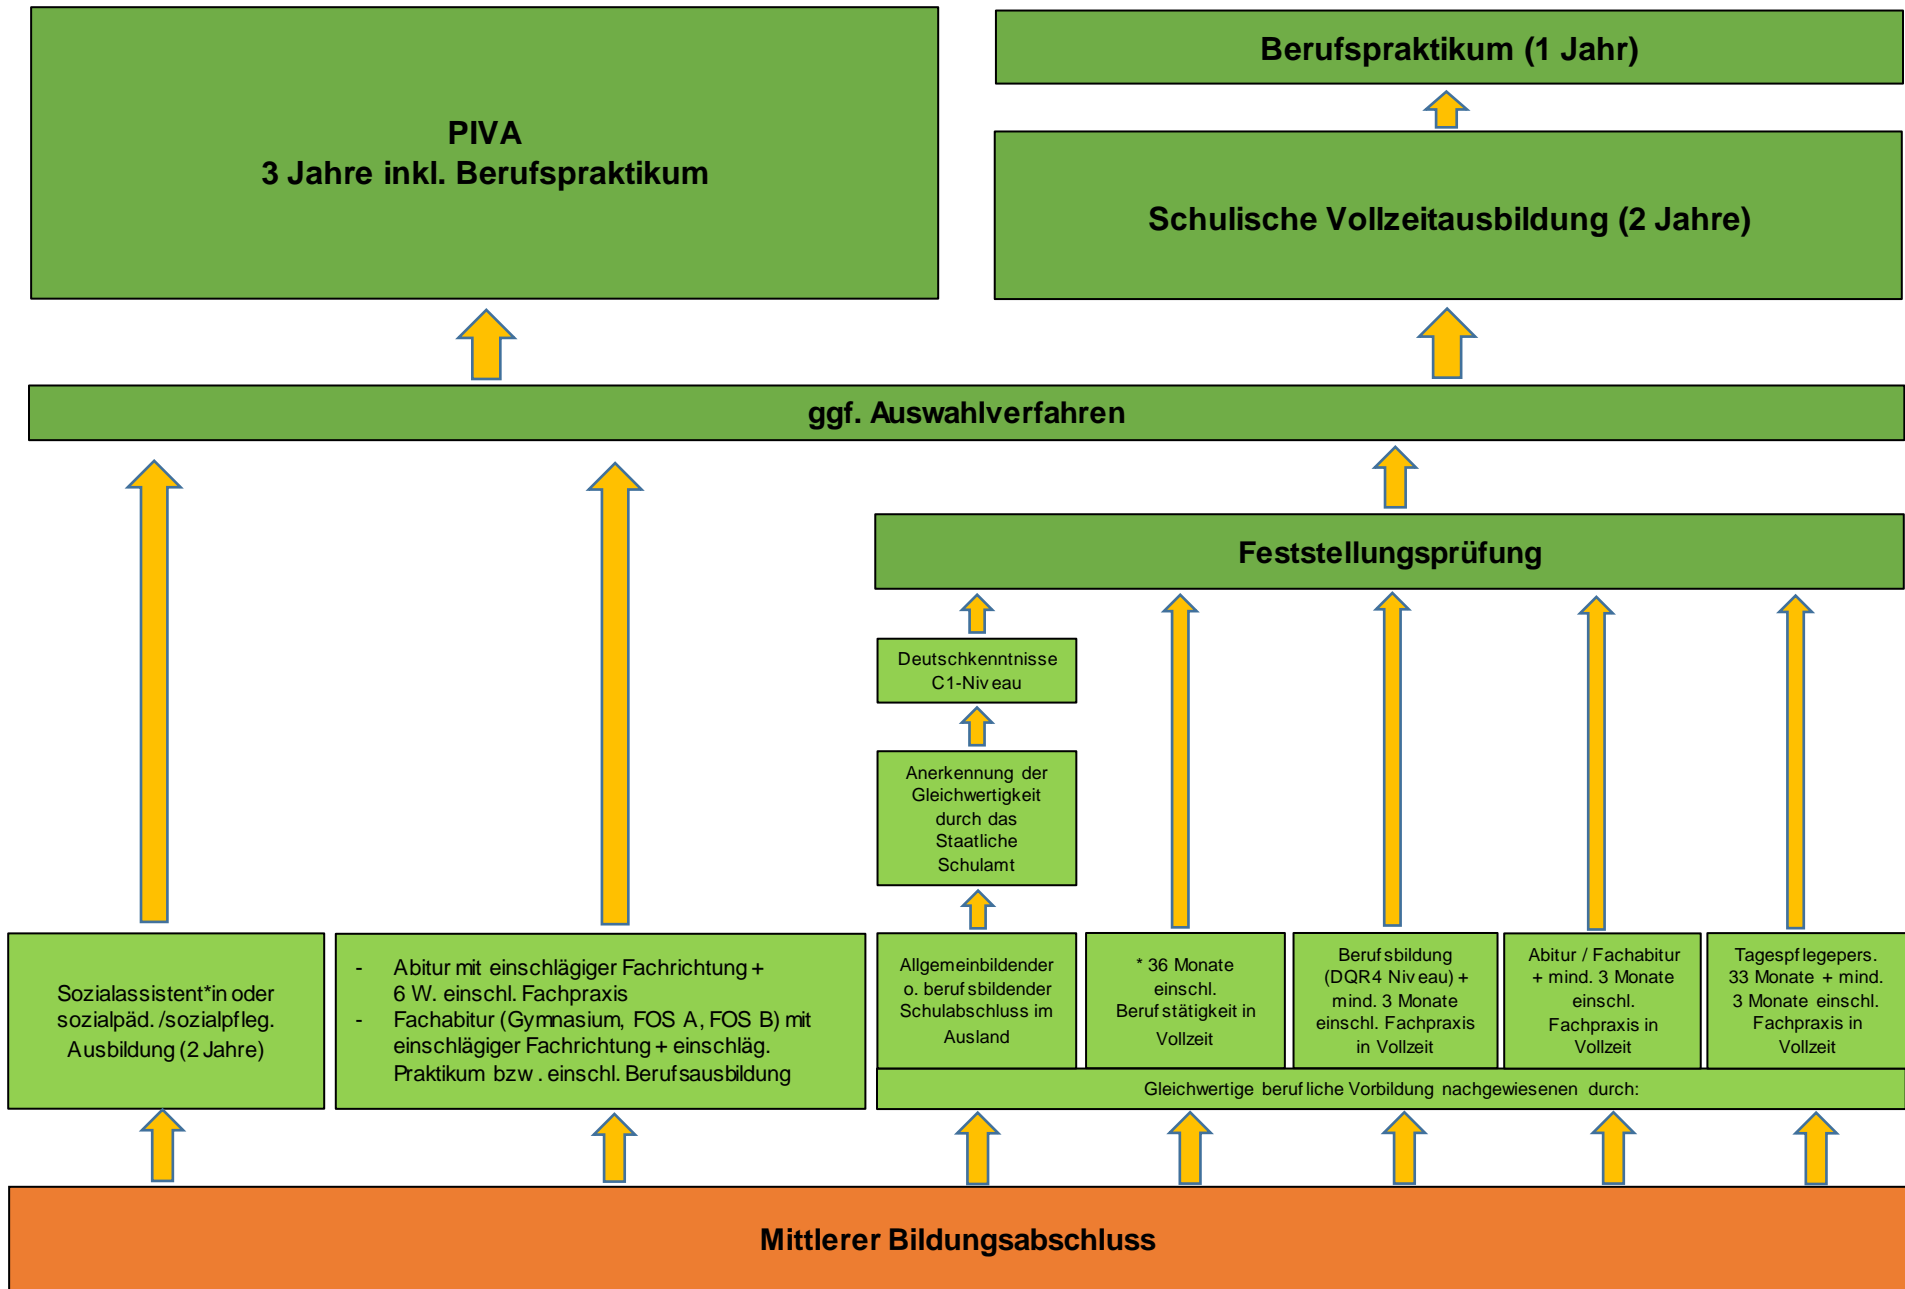 PIVA
3 Jahre inkl. Berufspraktikum
Berufspraktikum (1 Jahr)
Schulische Vollzeitausbildung (2 Jahre)
ggf. Auswahlverfahren
Feststellungsprüfung
Deutschkenntnisse
C1-Niveau
Anerkennung der
Gleichwertigkeit
durch das
Staatliche
Schulamt
Sozialassistent*in oder
sozialpäd./sozialpfleg.
Ausbildung (2 Jahre)
- Abitur mit einschlägiger Fachrichtung +
6 W. einschl. Fachpraxis
- Fachabitur (Gymnasium, FOS A, FOS B) mit
einschlägiger Fachrichtung + einschläg.
Praktikum bzw. einschl. Berufsausbildung
Allgemeinbildender
o. berufsbildender
Schulabschluss im
Ausland
* 36 Monate
einschl.
Berufstätigkeit in
Vollzeit
Berufsbildung
(DQR4 Niveau) +
mind. 3 Monate
einschl. Fachpraxis
in Vollzeit
Abitur / Fachabitur
+ mind. 3 Monate
einschl.
Fachpraxis in
Vollzeit
Tagespflegepers.
33 Monate + mind.
3 Monate einschl.
Fachpraxis in
Vollzeit
Gleichwertige berufliche Vorbildung nachgewiesenen durch:
Mittlerer Bildungsabschluss